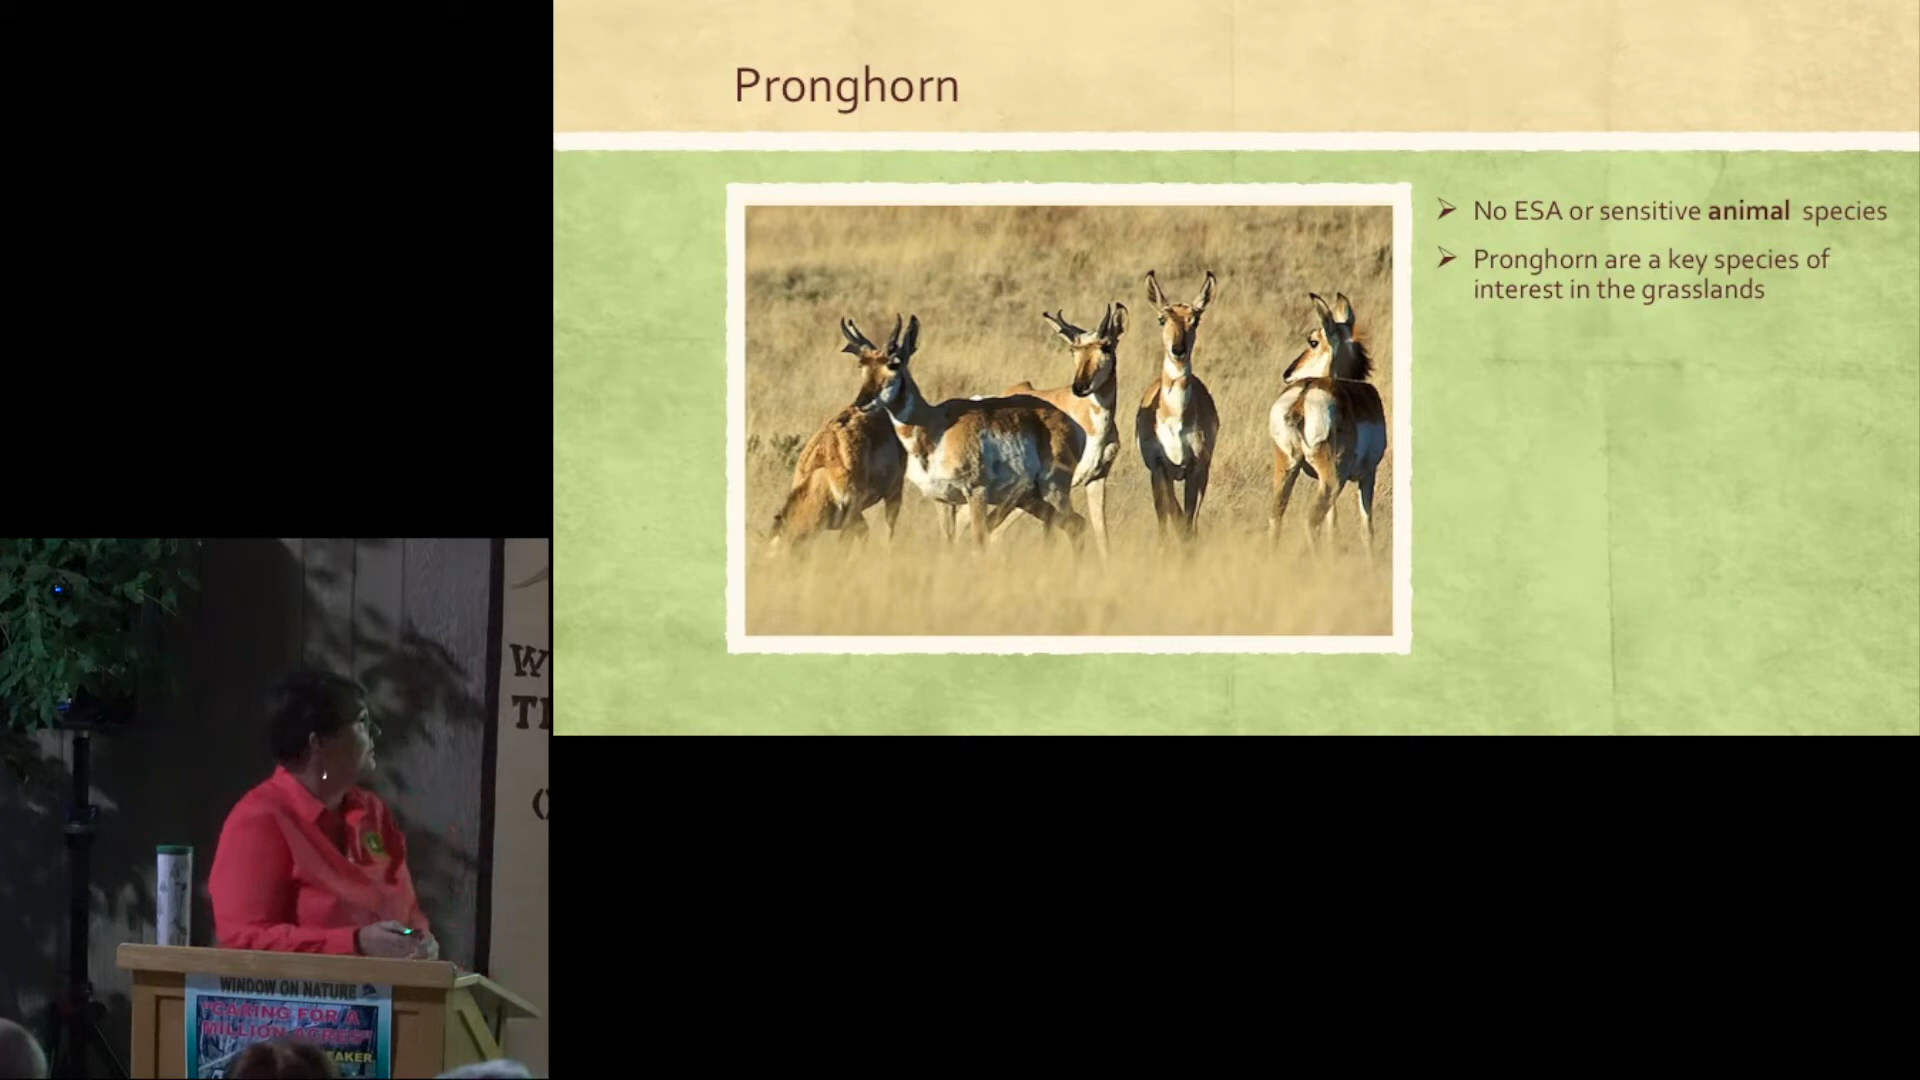 Pronghorn
➢ No ESA or sensitive animal species
➢ Pronghorn are a key species of
interest in the grasslands
W
WINDOW ON NATURE
"CARING FOR A
MILLION ACRES"